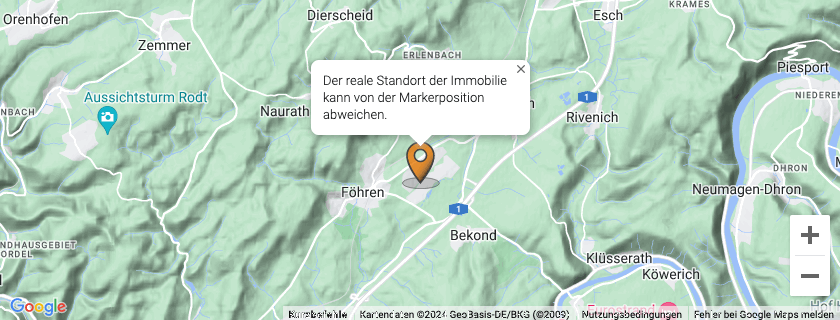 Orenhofen
Dierscheid
Esch
KRAMES
Zemmer
ERLENBACH
Piesport
Der reale Standort der Immobilie
kann von der Markerposition
abweichen.
×
Aussichtsturm Rodt
NBACH
Naurath
1
Rivenich
NIEDEREN
DHRON
Föhren
Neumagen-Dhron
1
Bekond
NDHAUSGEBIET
ORDEL
Klüsserath
Köwerich
+
−
Google
Kurzbefehle
Kartendaten ©2024 GeoBasis-DE/BKG (©2009)
Nutzungsbedingungen
Fehler bei Google Maps melden